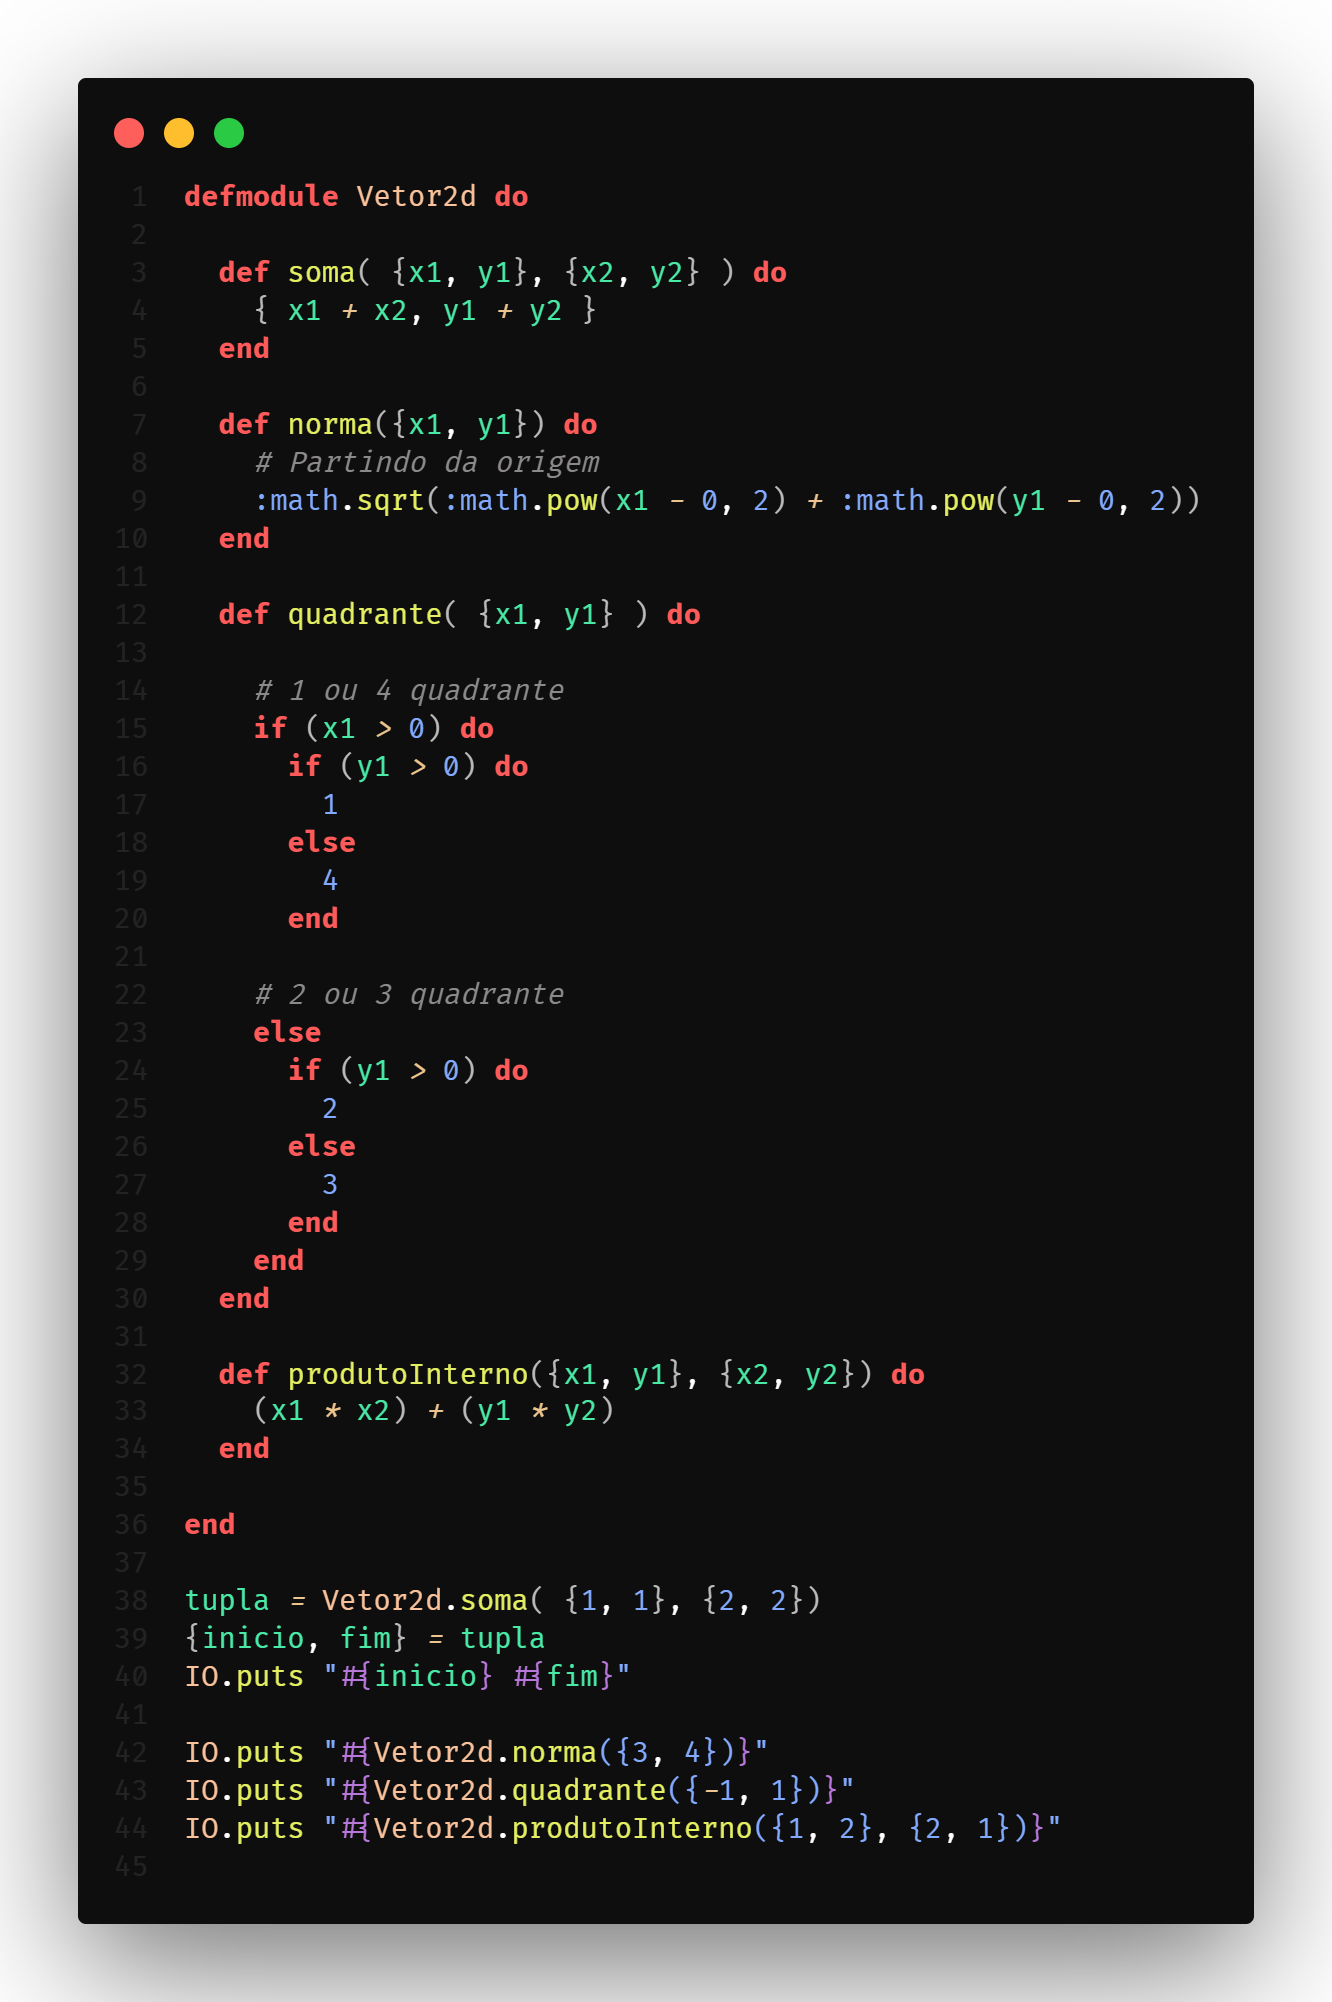 1 defmodule Vetor2d do
2
3   def soma( {x1, y1}, {x2, y2} ) do
4     { x1 + x2, y1 + y2 }
5   end
6
7   def norma({x1, y1}) do
8     # Partindo da origem
9     :math.sqrt(:math.pow(x1 - 0, 2) + :math.pow(y1 - 0, 2))
10   end
11
12   def quadrante( {x1, y1} ) do
13
14     # 1 ou 4 quadrante
15     if (x1 > 0) do
16       if (y1 > 0) do
17         1
18       else
19         4
20       end
21
22     # 2 ou 3 quadrante
23     else
24       if (y1 > 0) do
25         2
26       else
27         3
28       end
29     end
30   end
31
32   def produtoInterno({x1, y1}, {x2, y2}) do
33     (x1 * x2) + (y1 * y2)
34   end
35
36 end
37
38 tupla = Vetor2d.soma( {1, 1}, {2, 2})
39 {inicio, fim} = tupla
40 IO.puts "#{inicio} #{fim}"
41
42 IO.puts "#{Vetor2d.norma({3, 4})}"
43 IO.puts "#{Vetor2d.quadrante({-1, 1})}"
44 IO.puts "#{Vetor2d.produtoInterno({1, 2}, {2, 1})}"
45